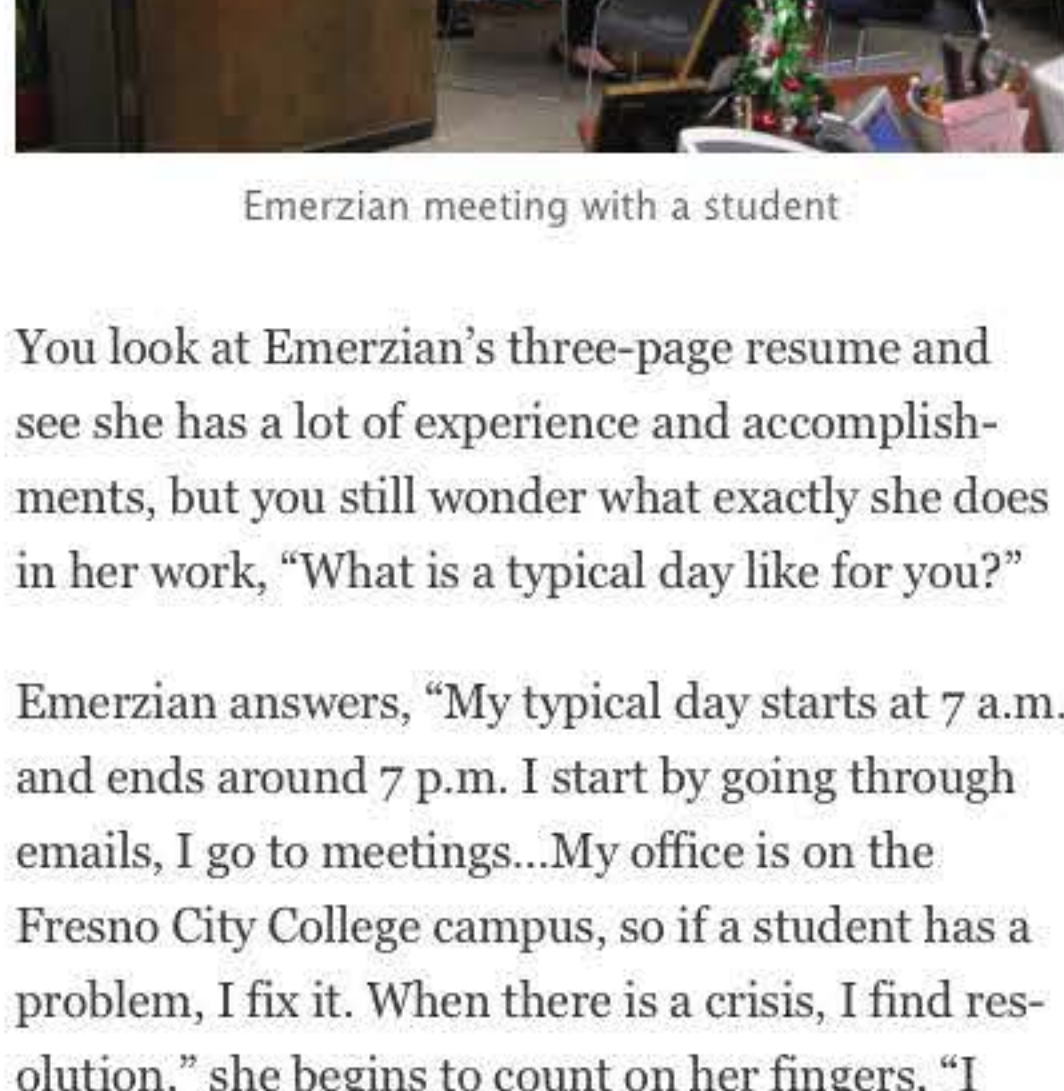 Emerzian meeting with a student
You look at Emerzian’s three-page resume and
see she has a lot of experience and accomplish-
ments, but you still wonder what exactly she does
in her work, “What is a typical day like for you?”
Emerzian answers, “My typical day starts at 7 a.m.
and ends around 7 p.m. I start by going through
emails, I go to meetings...My office is on the
Fresno City College campus, so if a student has a
problem, I fix it. When there is a crisis, I find res-
olution,” she begins to count on her fingers, “I